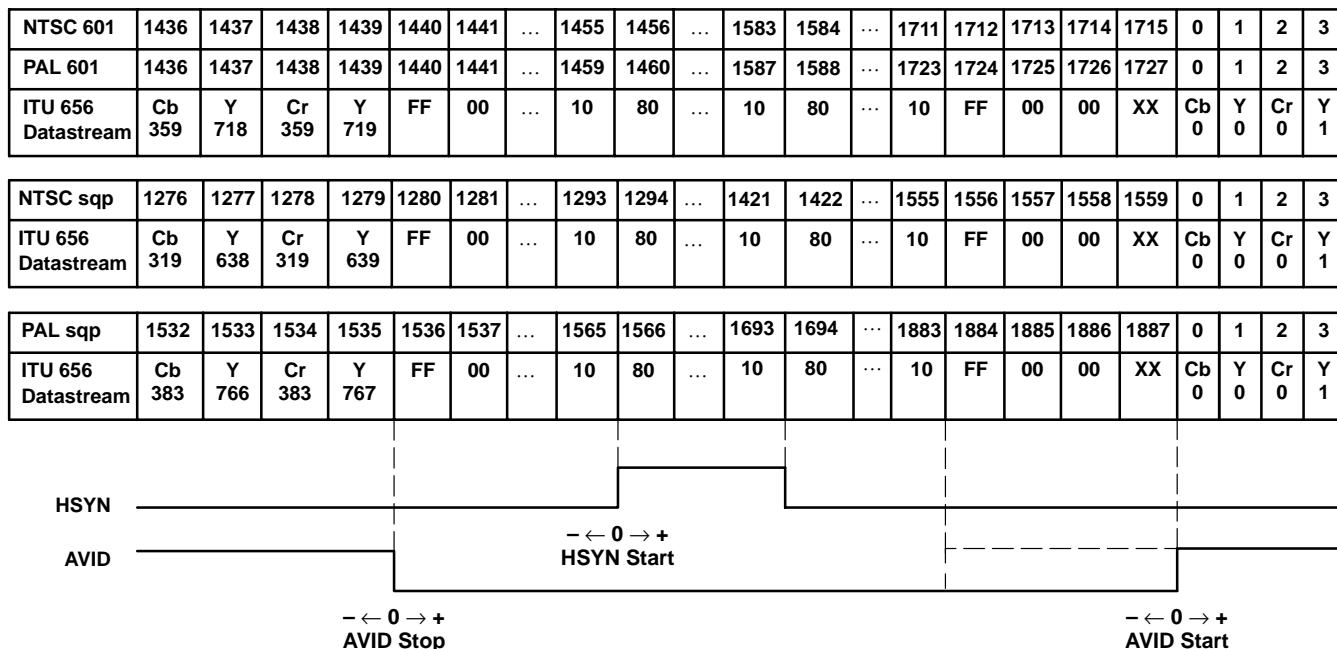 NTSC 601 1436 1437 1438 1439 1440 1441 … 1455 1456 … 1583 1584 … 1711 1712 1713 1714 1715 0 1 2 3
PAL 601 1436 1437 1438 1439 1440 1441 … 1459 1460 … 1587 1588 … 1723 1724 1725 1726 1727 0 1 2 3
ITU 656 Cb Y Cr Y FF 00 … 10 80 … 10 80 … 10 FF 00 00 XX Cb Y Cr Y
Datastream 359 718 359 719 0 0 0 1
NTSC sqp 1276 1277 1278 1279 1280 1281 … 1293 1294 … 1421 1422 … 1555 1556 1557 1558 1559 0 1 2 3
ITU 656 Cb Y Cr Y FF 00 … 10 80 … 10 80 … 10 FF 00 00 XX Cb Y Cr Y
Datastream 319 638 319 639 0 0 0 1
PAL sqp 1532 1533 1534 1535 1536 1537 … 1565 1566 … 1693 1694 … 1883 1884 1885 1886 1887 0 1 2 3
ITU 656 Cb Y Cr Y FF 00 … 10 80 … 10 80 … 10 FF 00 00 XX Cb Y Cr Y
Datastream 383 766 383 767 0 0 0 1
HSYN
– ← 0 → +
HSYN Start
AVID
– ← 0 → +
AVID Stop
– ← 0 → +
AVID Start